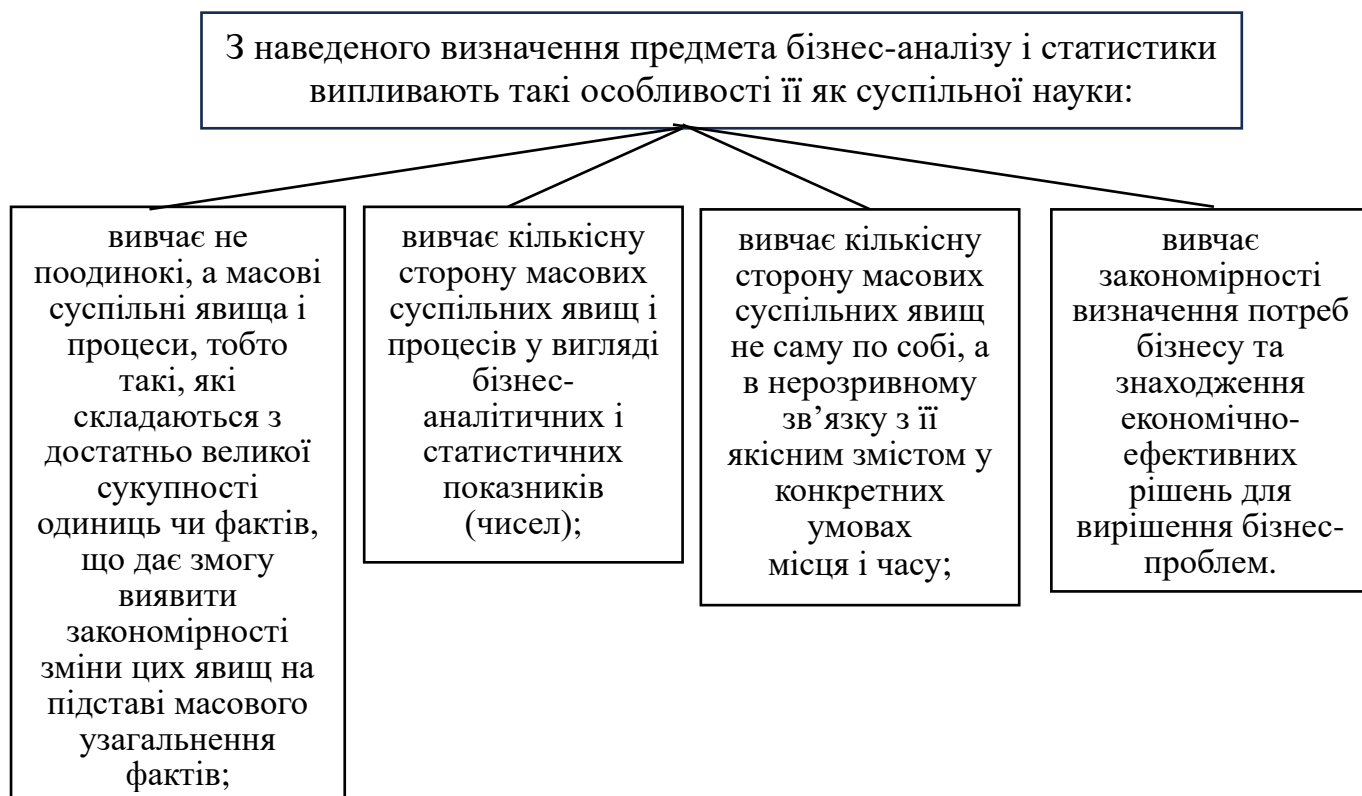 З наведеного визначення предмета бізнес-аналізу і статистики
випливають такі особливості її як суспільної науки:
вивчає не
поодинокі, а масові
суспільні явища і
процеси, тобто
такі, які
складаються з
достатньо великої
сукупності
одиниць чи фактів,
що дає змогу
виявити
закономірності
зміни цих явищ на
підставі масового
узагальнення
фактів;
вивчає кількісну
сторону масових
суспільних явищ і
процесів у вигляді
бізнес-
аналітичних і
статистичних
показників
(чисел);
вивчає кількісну
сторону масових
суспільних явищ
не саму по собі, а
в нерозривному
зв’язку з її
якісним змістом у
конкретних
умовах
місця і часу;
вивчає
закономірності
визначення потреб
бізнесу та
знаходження
економічно-
ефективних
рішень для
вирішення бізнес-
проблем.